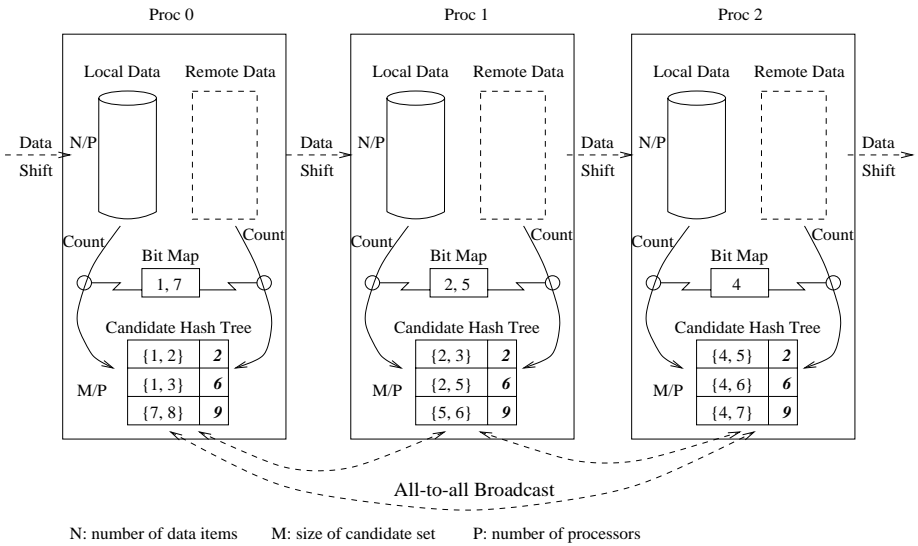 Proc 0
Proc 1
Proc 2
Local Data
Remote Data
Local Data
Remote Data
Local Data
Remote Data
Data
Shift
N/P
Data
Shift
N/P
Data
Shift
N/P
Data
Shift
Count
Count
Count
Count
Count
Count
Bit Map
1, 7
Bit Map
2, 5
Bit Map
4
Candidate Hash Tree
M/P
{1, 2} 2
{1, 3} 6
{7, 8} 9
Candidate Hash Tree
M/P
{2, 3} 2
{2, 5} 6
{5, 6} 9
Candidate Hash Tree
M/P
{4, 5} 2
{4, 6} 6
{4, 7} 9
All-to-all Broadcast
N: number of data items M: size of candidate set P: number of processors